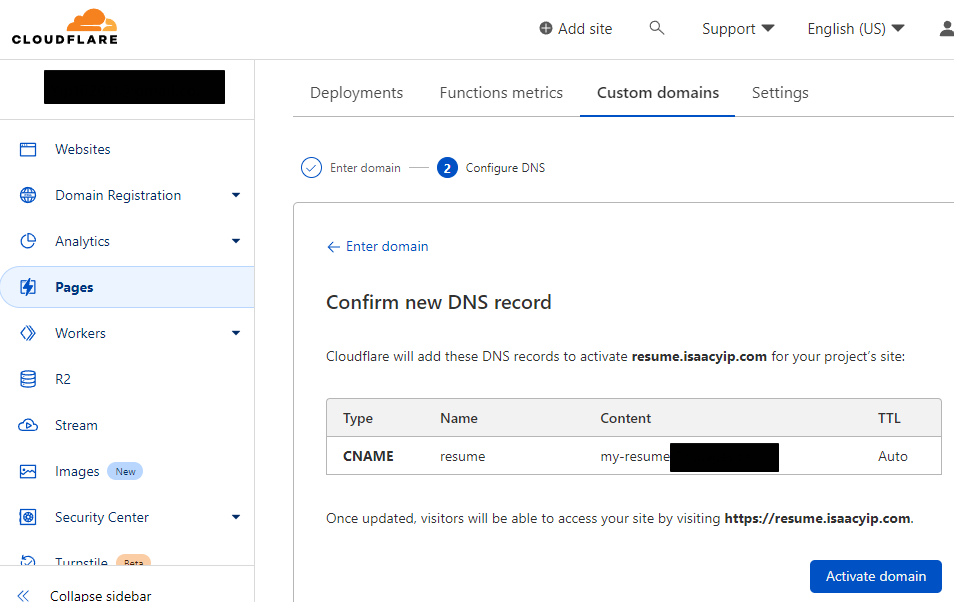 CLOUDFLARE
Add site
Support
English (US)
Websites
Domain Registration
Analytics
Pages
Workers
R2
Stream
Images New
Security Center
Turnstile Beta
Collapse sidebar
Deployments Functions metrics Custom domains Settings
Enter domain 2 Configure DNS
← Enter domain
Confirm new DNS record
Cloudflare will add these DNS records to activate resume.isaacyip.com for your project's site:
Type Name Content TTL
CNAME resume my-resume Auto
Once updated, visitors will be able to access your site by visiting https://resume.isaacyip.com.
Activate domain